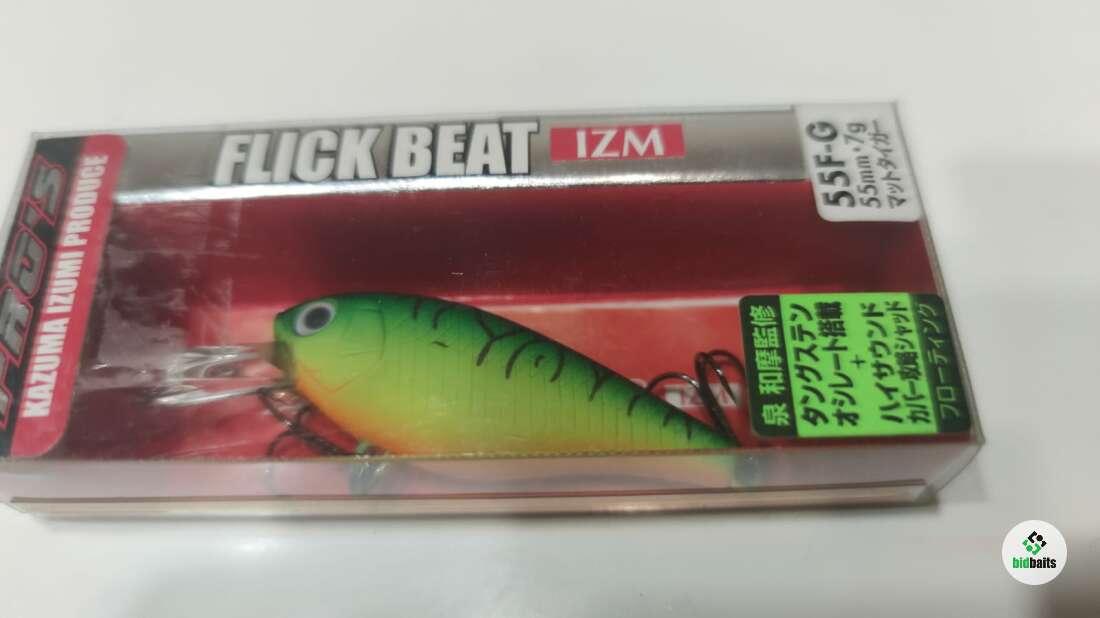 FLICK BEAT IZM
PRO'S
KAZUMA IZUMI PRODUCE
55F-G
55mm・7g
マットタイガー
IZM
泉 和摩監修
タングステン
オシレート搭載
+
ハイサウンド
カバー攻略シャッド
フローティング
bidbaits